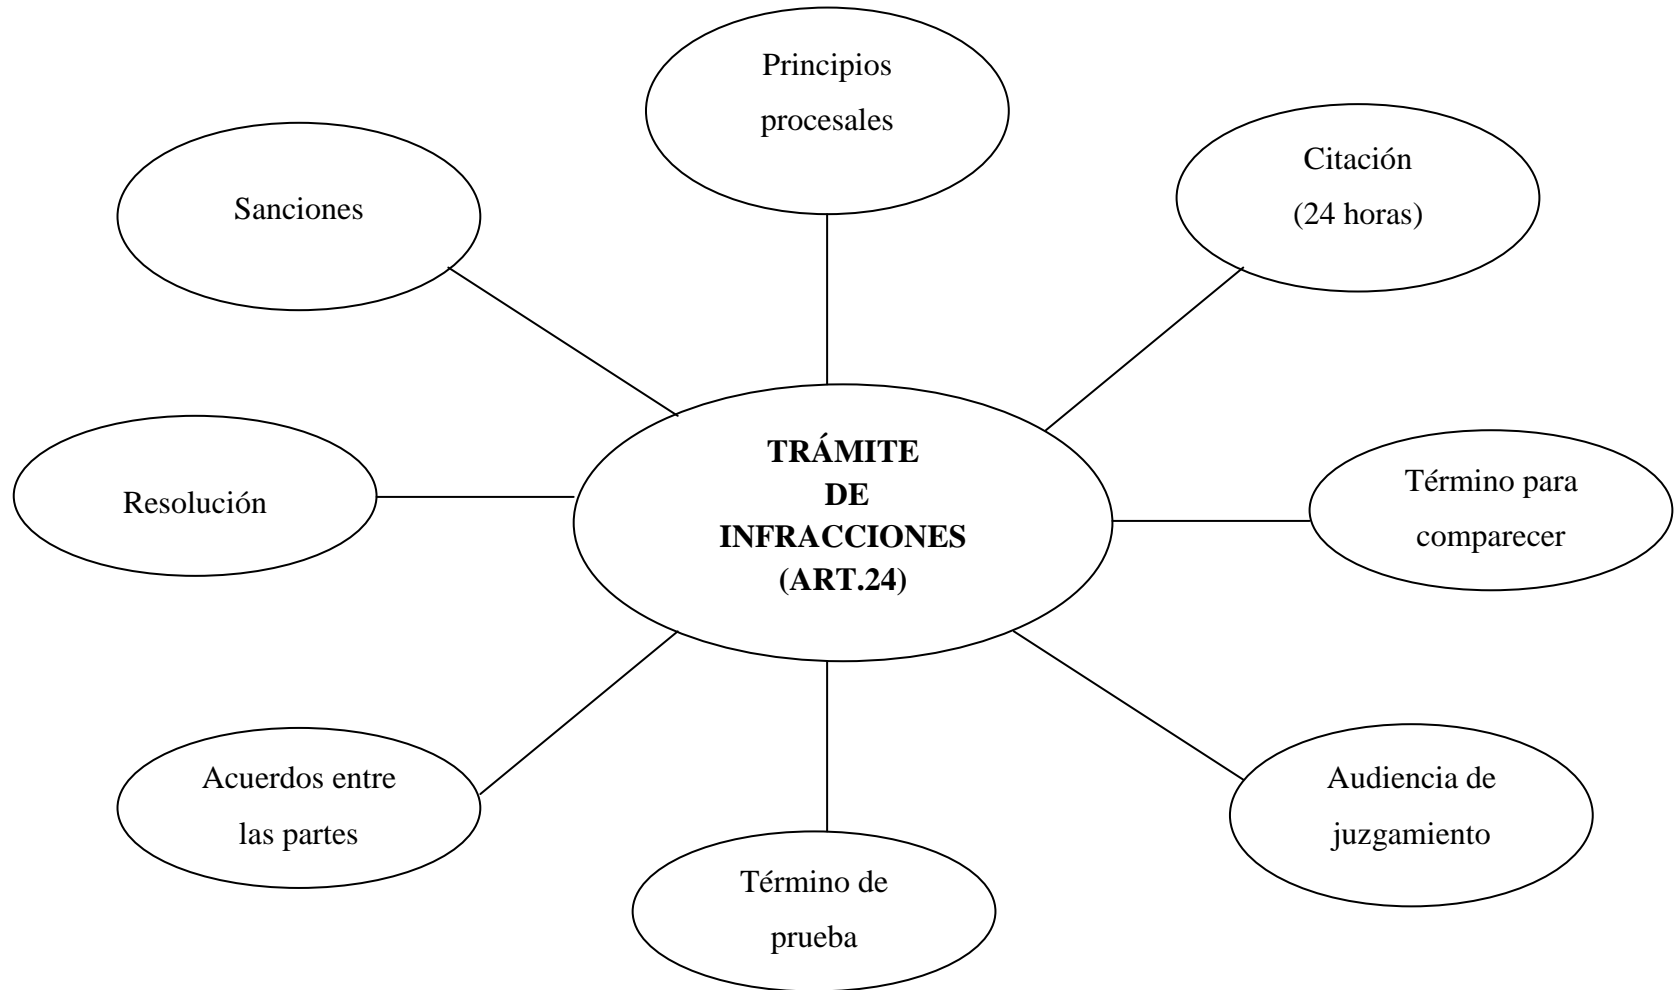 Principios
procesales
Citación
(24 horas)
Sanciones
TRÁMITE
DE
INFRACCIONES
(ART.24)
Término para
comparecer
Resolución
Acuerdos entre
las partes
Audiencia de
juzgamiento
Término de
prueba